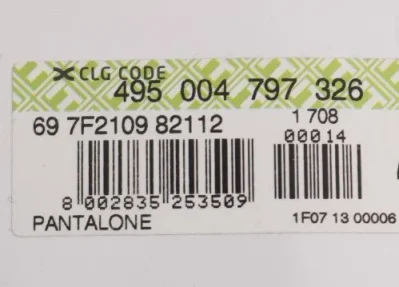 CLG CODE
495 004 797 326
69 7F2109 82112
1 708
00014
8 002835 253509
PANTALONE
1F07 13 00006